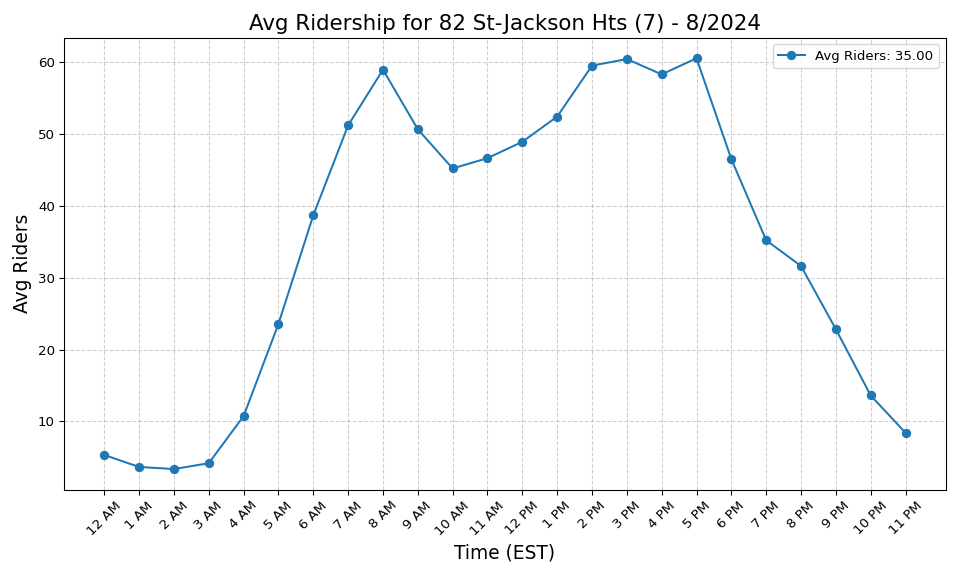 Avg Ridership for 82 St-Jackson Hts (7) - 8/2024
Avg Riders: 35.00
Avg Riders
60
50
40
30
20
10
12 AM
1 AM
2 AM
3 AM
4 AM
5 AM
6 AM
7 AM
8 AM
9 AM
10 AM
11 AM
12 PM
1 PM
2 PM
3 PM
4 PM
5 PM
6 PM
7 PM
8 PM
9 PM
10 PM
11 PM
Time (EST)